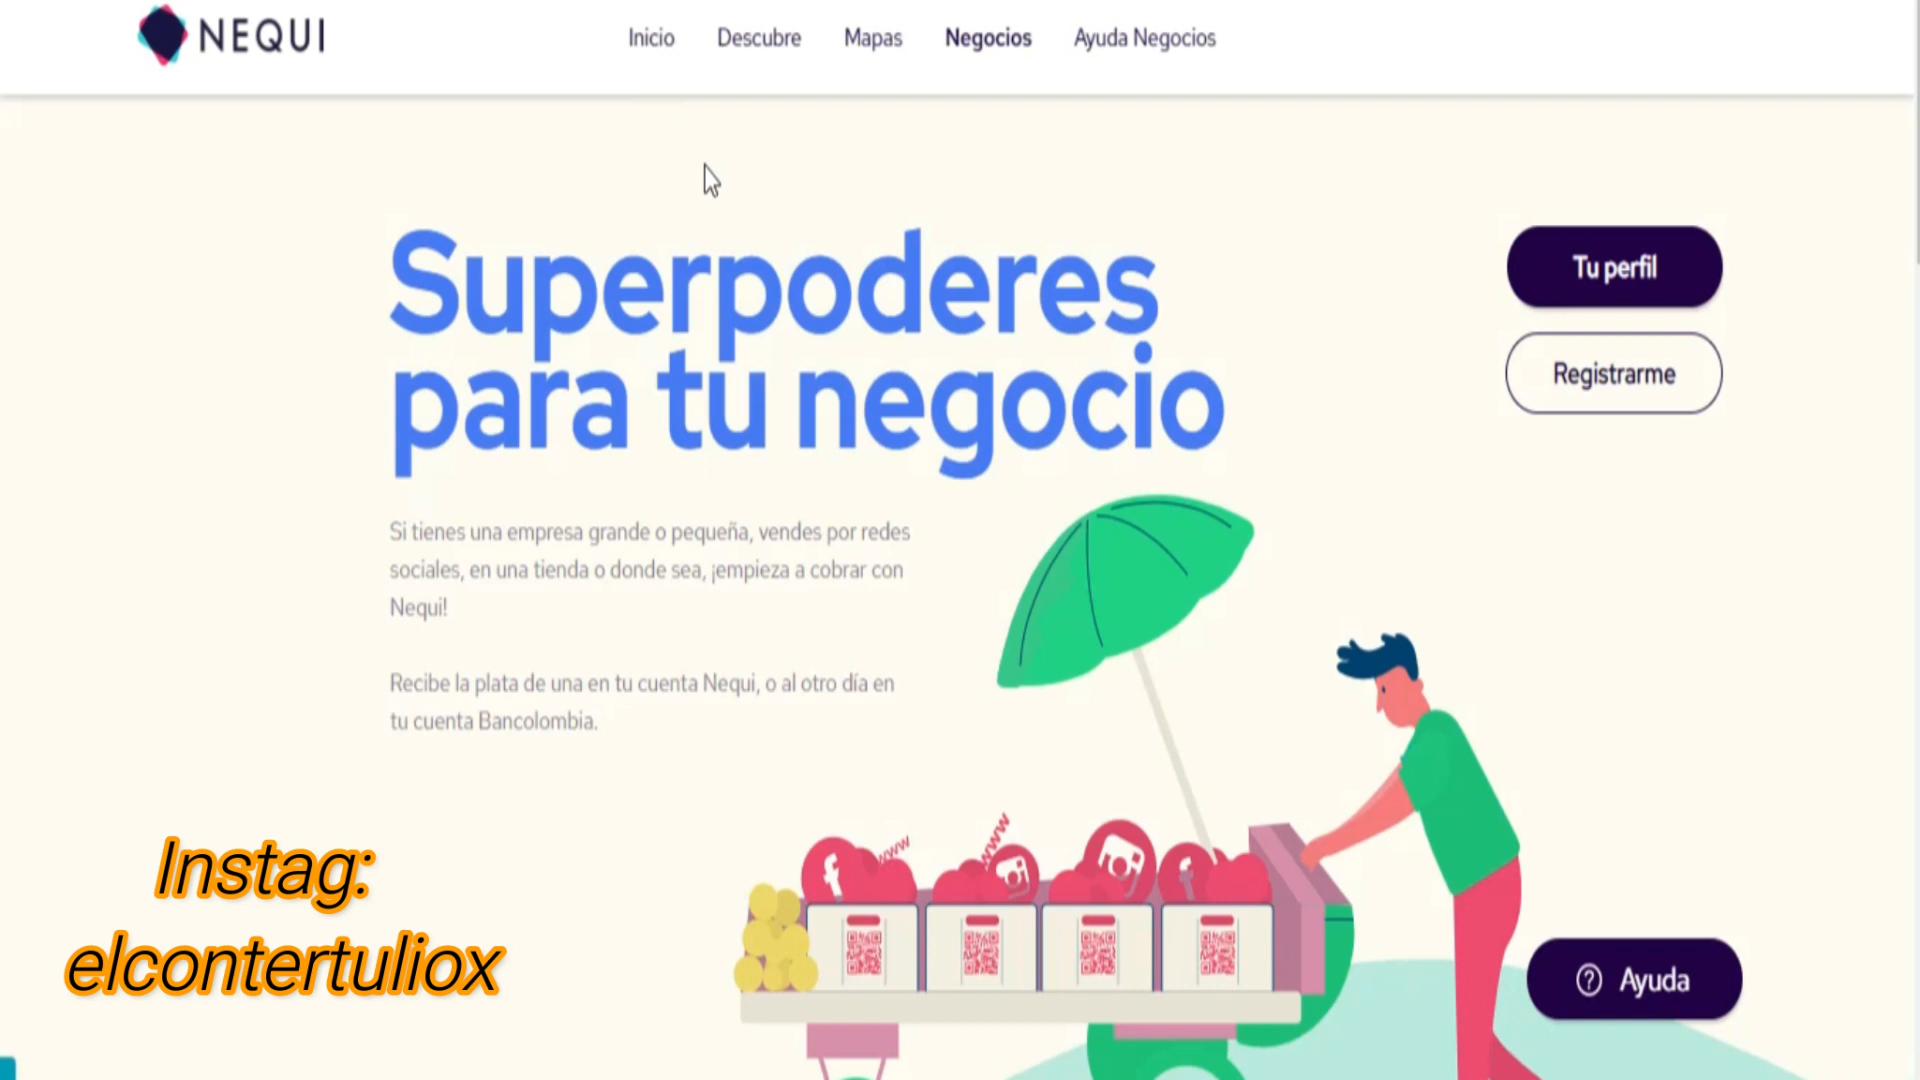 NEQUI
Inicio
Descubre
Mapas
Negocios
Ayuda Negocios
Superpoderes
para tu negocio
Tu perfil
Registrarme
Si tienes una empresa grande o pequeña, vendes por redes
sociales, en una tienda o donde sea, ¡empieza a cobrar con
Nequi!
Recibe la plata de una en tu cuenta Nequi, o al otro día en
tu cuenta Bancolombia.
www
www
Instag:
elcontertuliox
Ayuda